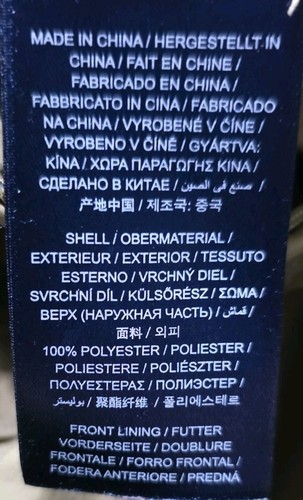 MADE IN CHINA / HERGESTELLT IN
CHINA / FAIT EN CHINE /
FABRICADO EN CHINA /
FABBRICATO IN CINA / FABRICADO
NA CHINA / VYROBENÉ V ČÍNE /
VYROBENO V ČÍNĚ / GYÁRTVA:
KÍNA / ΧΩΡΑ ΠΑΡΑΓΩΓΗΣ ΚΙΝΑ /
СДЕЛАНО В КИТАЕ / صنع في الصين /
产地中国 / 제조국: 중국
SHELL / OBERMATERIAL /
EXTERIEUR / EXTERIOR / TESSUTO
ESTERNO / VRCHNÝ DIEL /
SVRCHNÍ DÍL / KÜLSŐRÉSZ / ΣΩΜΑ /
ВЕРХ (НАРУЖНАЯ ЧАСТЬ) / قماش /
面料 / 외피
100% POLYESTER / POLIESTER /
POLIESTERE / POLIÉSZTER /
ΠΟΛΥΕΣΤΕΡΑΣ / ПОЛИЭСТЕР /
بوليستر / 聚酯纤维 / 폴리에스테르
FRONT LINING / FUTTER
VORDERSEITE / DOUBLURE
FRONTALE / FORRO FRONTAL /
FODERA ANTERIORE / PREDNÁ